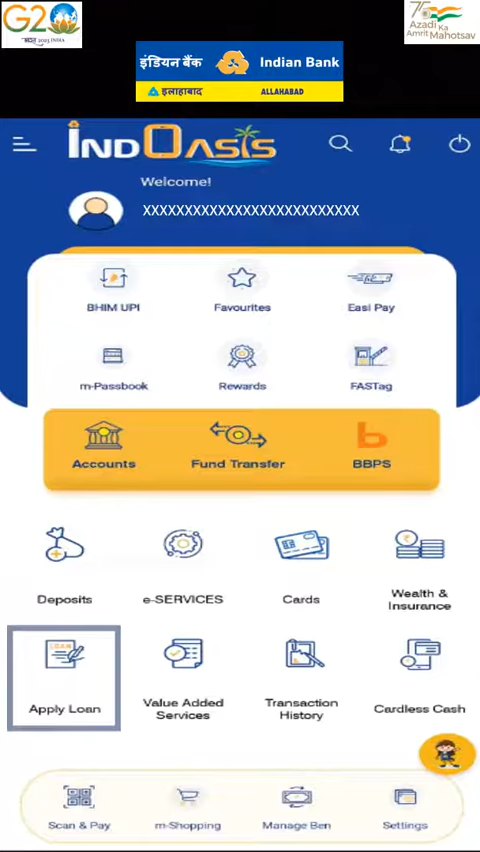 G20
भारत 2023 INDIA
75
Azadi Ka
Amrit Mahotsav
इंडियन बैंक Indian Bank
इलाहाबाद ALLAHABAD
INDOASIS
Welcome!
XXXXXXXXXXXXXXXXXXXXXXXXXX
BHIM UPI Favourites Easi Pay
m-Passbook Rewards FASTag
Accounts Fund Transfer BBPS
Deposits e-SERVICES Cards Wealth & Insurance
LOAN
Apply Loan Value Added Services Transaction History Cardless Cash
Scan & Pay m-Shopping Manage Ben Settings